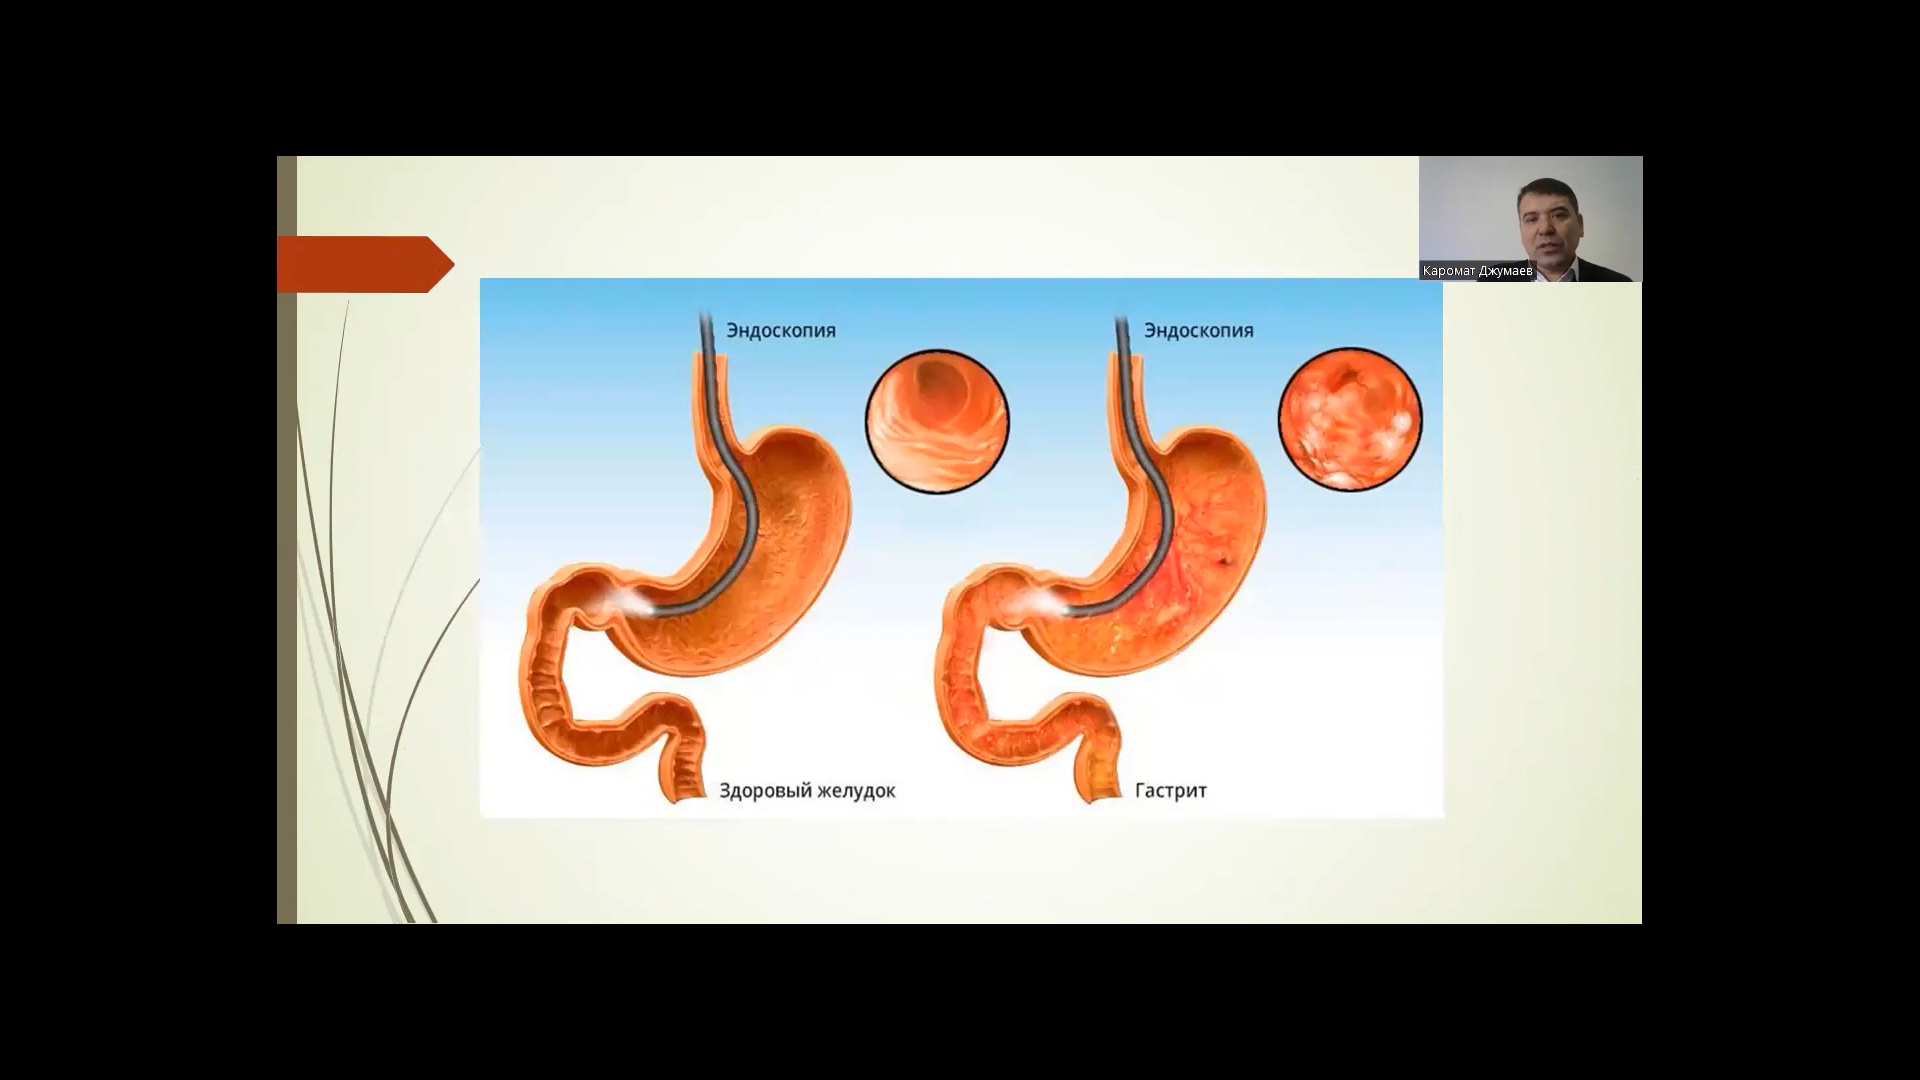 Каромат Джумаев
Эндоскопия
Эндоскопия
Здоровый желудок
Гастрит